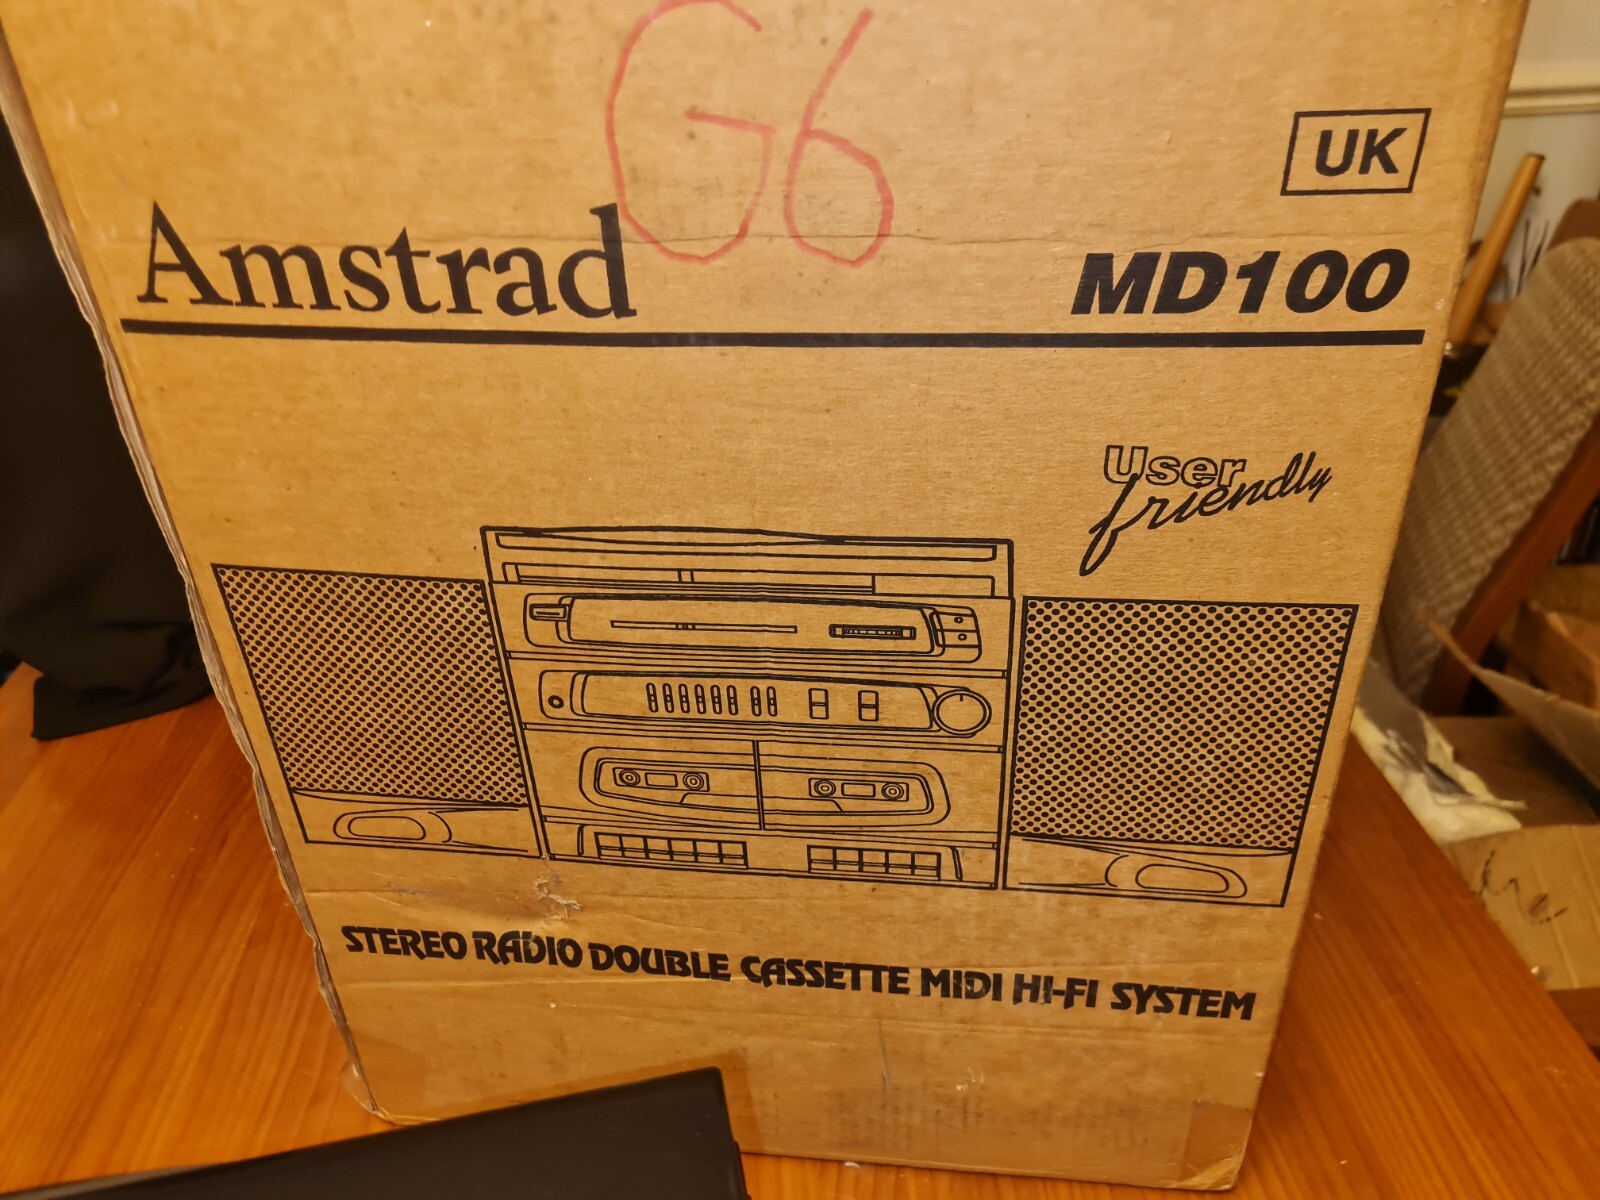 G6
UK
Amstrad
MD100
User
friendly
STEREO RADIO DOUBLE CASSETTE MIDI HI-FI SYSTEM